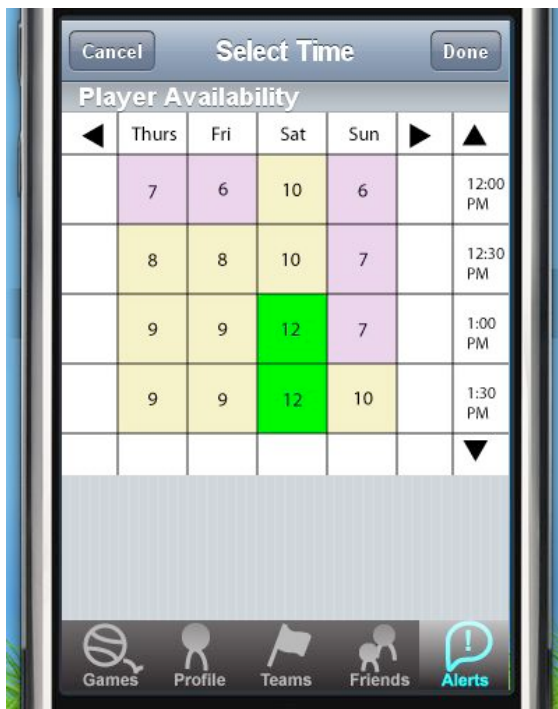 Cancel Select Time Done
Player Availability
Thurs Fri Sat Sun
7 6 10 6 12:00
PM
8 8 10 7 12:30
PM
9 9 12 7 1:00
PM
9 9 12 10 1:30
PM
!
Games Profile Teams Friends Alerts